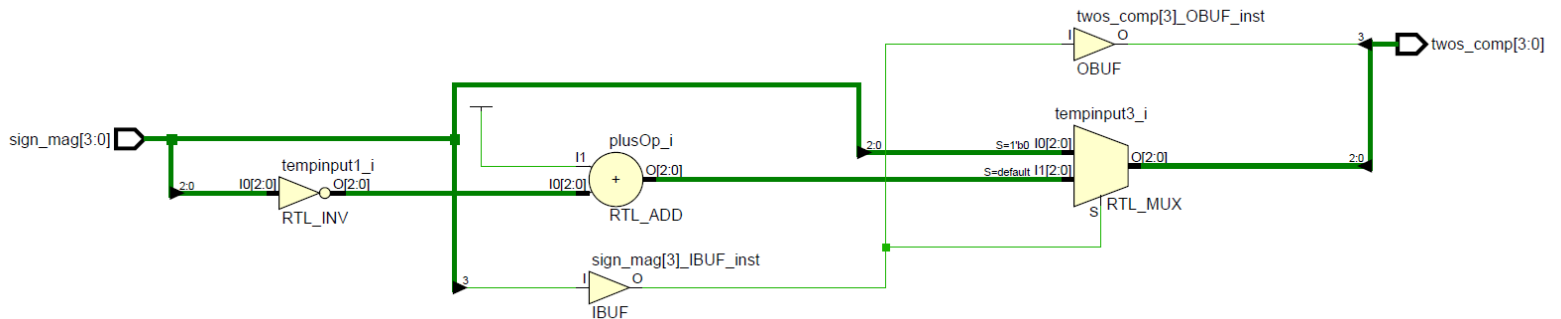 twos_comp[3]_OBUF_inst
I
O
3
twos_comp[3:0]
OBUF
tempinput3_i
sign_mag[3:0]
plusOp_i
2:0
S=1'b0
I0[2:0]
tempinput1_i
I1
O[2:0]
2:0
2:0
I0[2:0]
O[2:0]
I0[2:0]
O[2:0]
S=default
I1[2:0]
+
RTL_INV
RTL_ADD
S
RTL_MUX
sign_mag[3]_IBUF_inst
3
I
O
IBUF